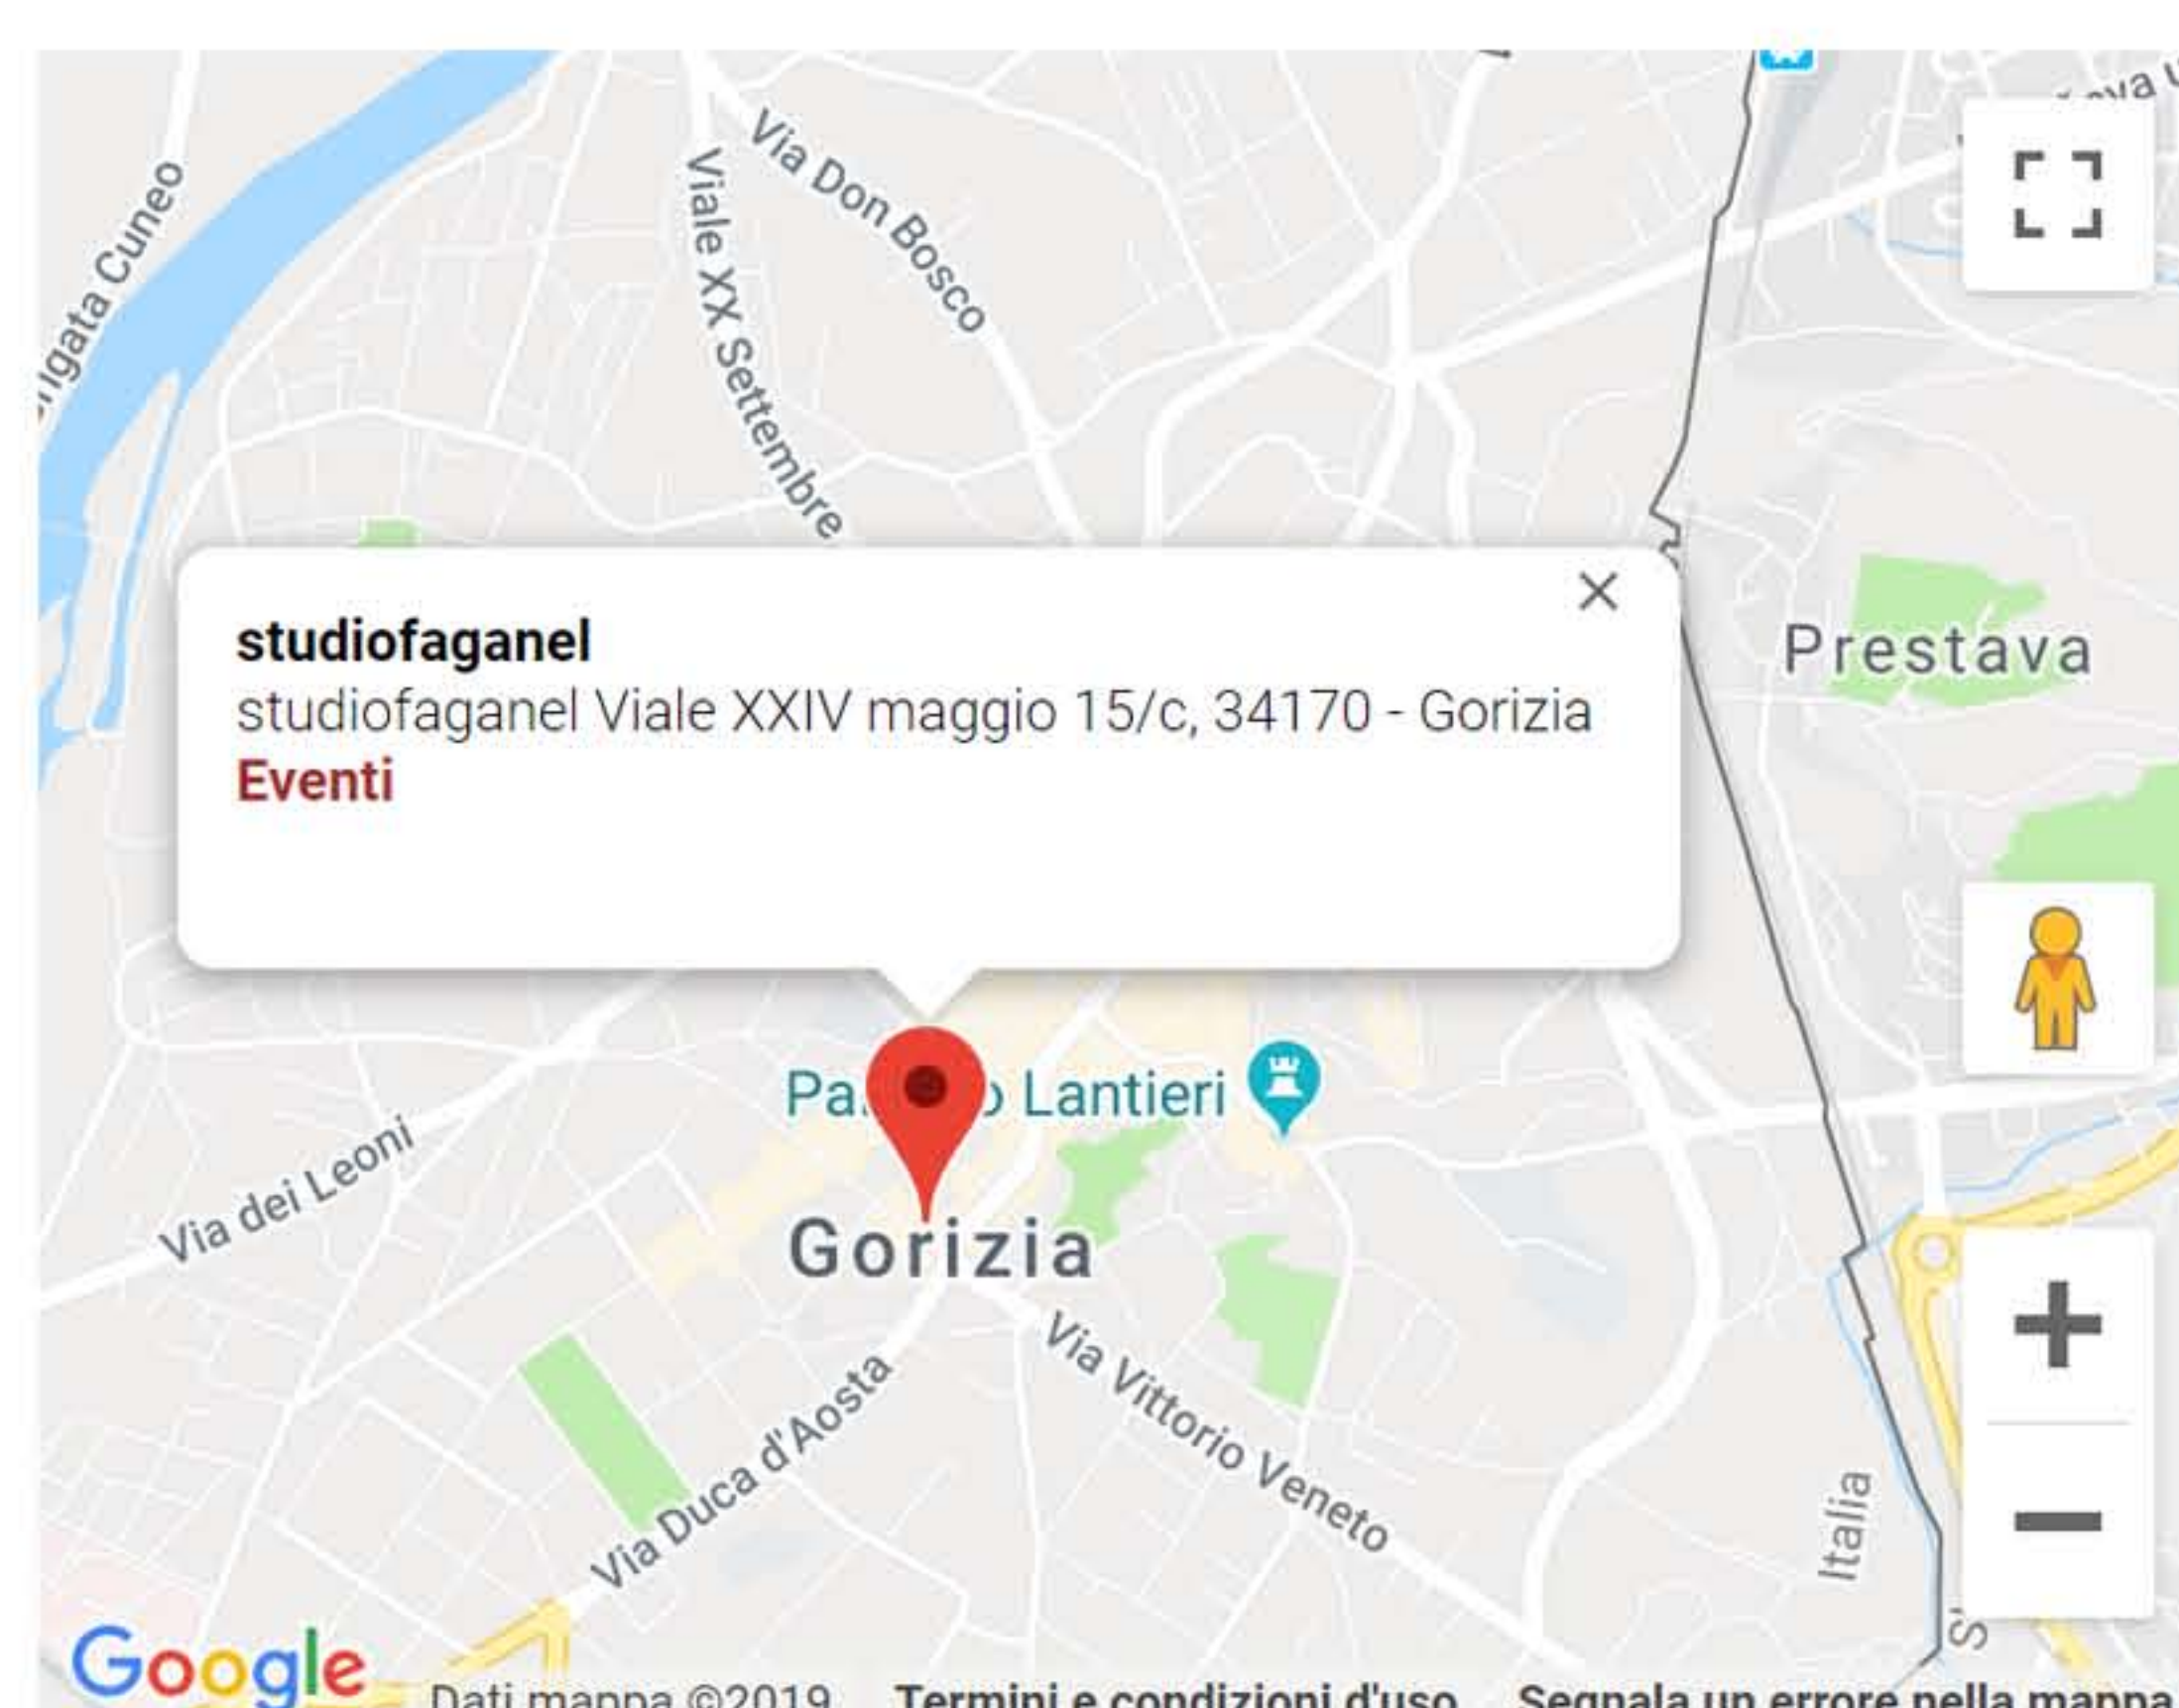 Via Don Bosco
Viale XX Settembre
Cuneo
studiofaganel
studiofaganel Viale XXIV maggio 15/c, 34170 - Gorizia
Eventi
Prestava
Lantieri
Via dei Leoni
Gorizia
Via Vittorio Veneto
Via Duca d'Aosta
Italia
Google
Dati mappa ©2019
Termini e condizioni d'uso
Segnala un errore nella mappa